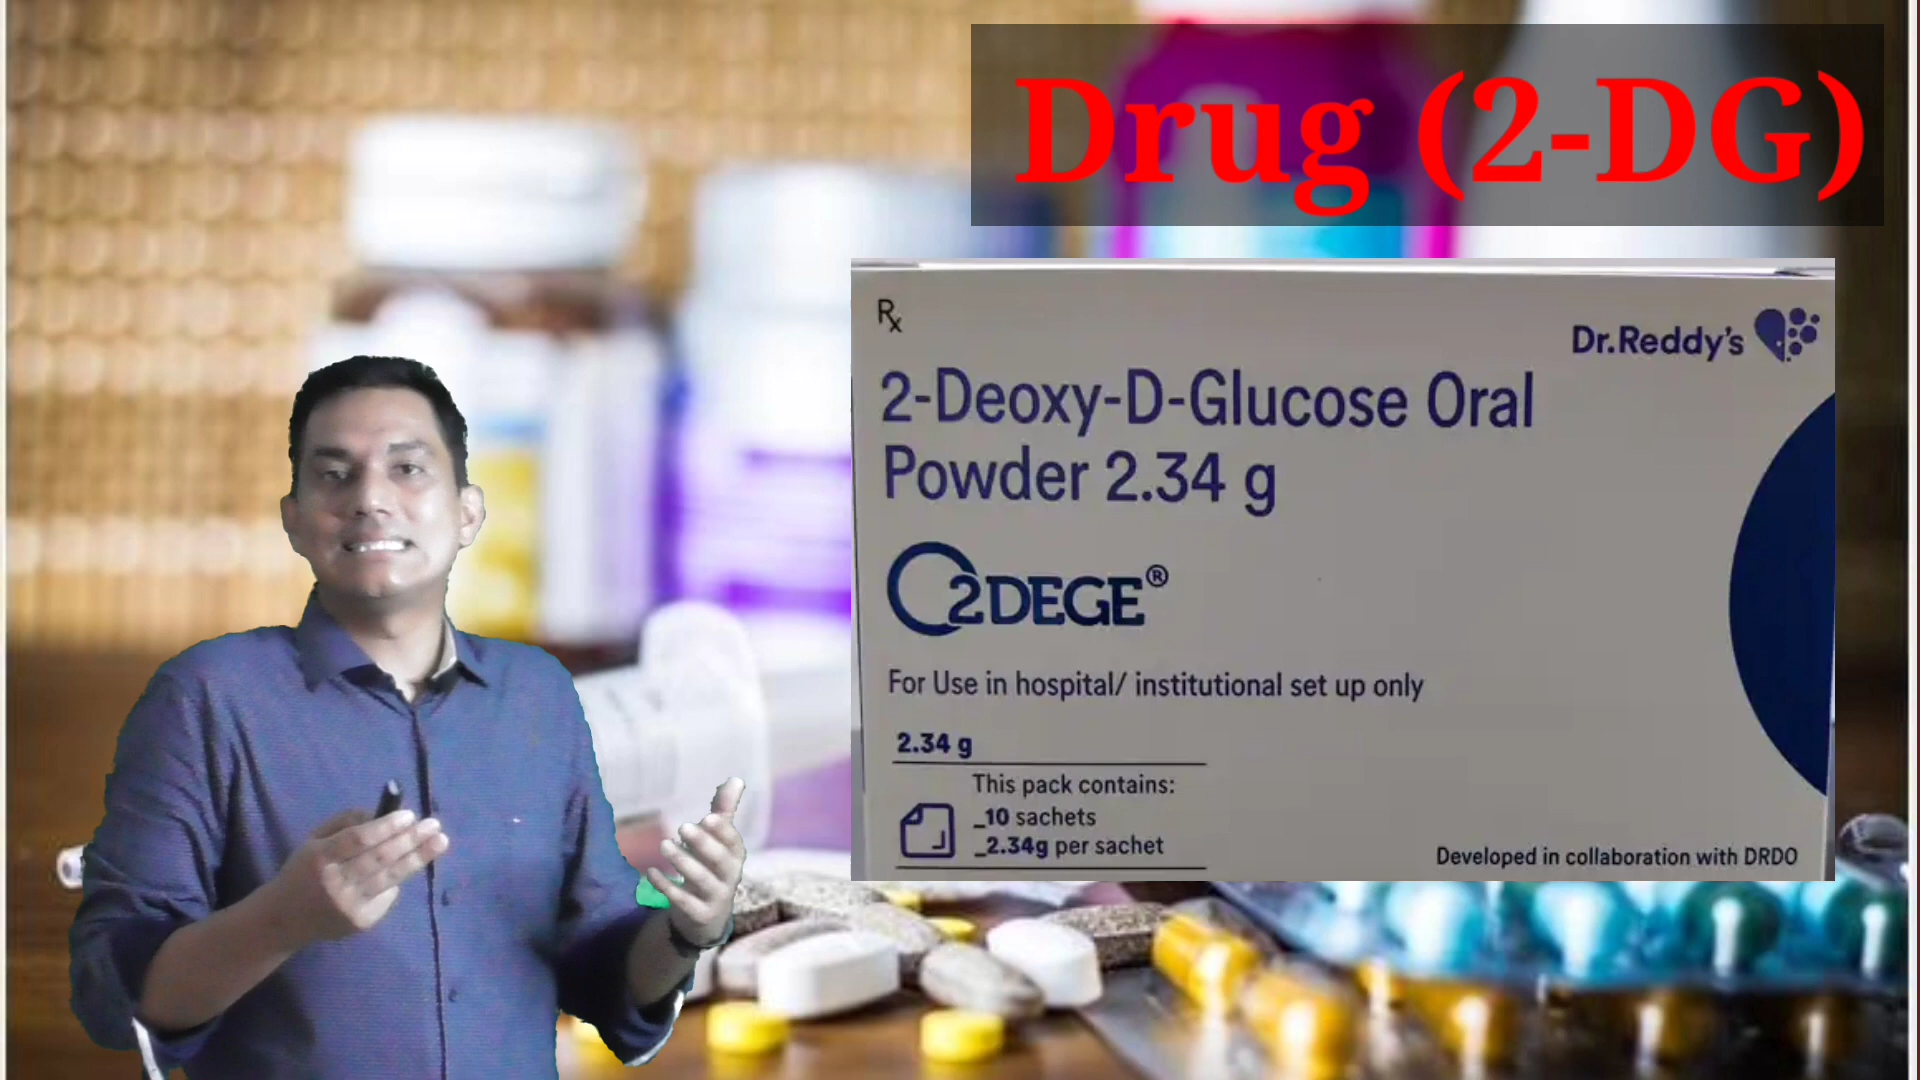 Drug (2-DG)
Rx
Dr.Reddy's
2-Deoxy-D-Glucose Oral
Powder 2.34 g
2DEGE®
For Use in hospital/ institutional set up only
2.34 g
This pack contains:
_10 sachets
_2.34g per sachet
Developed in collaboration with DRDO